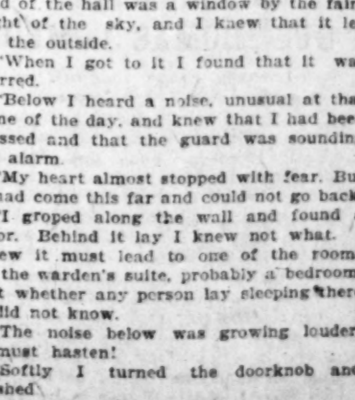 d of the hall was a window by the fain
ht of the sky, and I knew that it le
the outside.
"When I got to it I found that it wa
rred.
"Below I heard a noise, unusual at tha
ne of the day, and knew that I had bee
ssed and that the guard was soundin
alarm.
"My heart almost stopped with fear. Bu
had come this far and could not go back
"I groped along the wall and found
or. Behind it lay I knew not what.
ew it must lead to one of the room
the warden's suite, probably a bedroom
t whether any person lay sleeping ther
did not know.
"The noise below was growing louder
must hasten!
"Softly I turned the doorknob and
shed